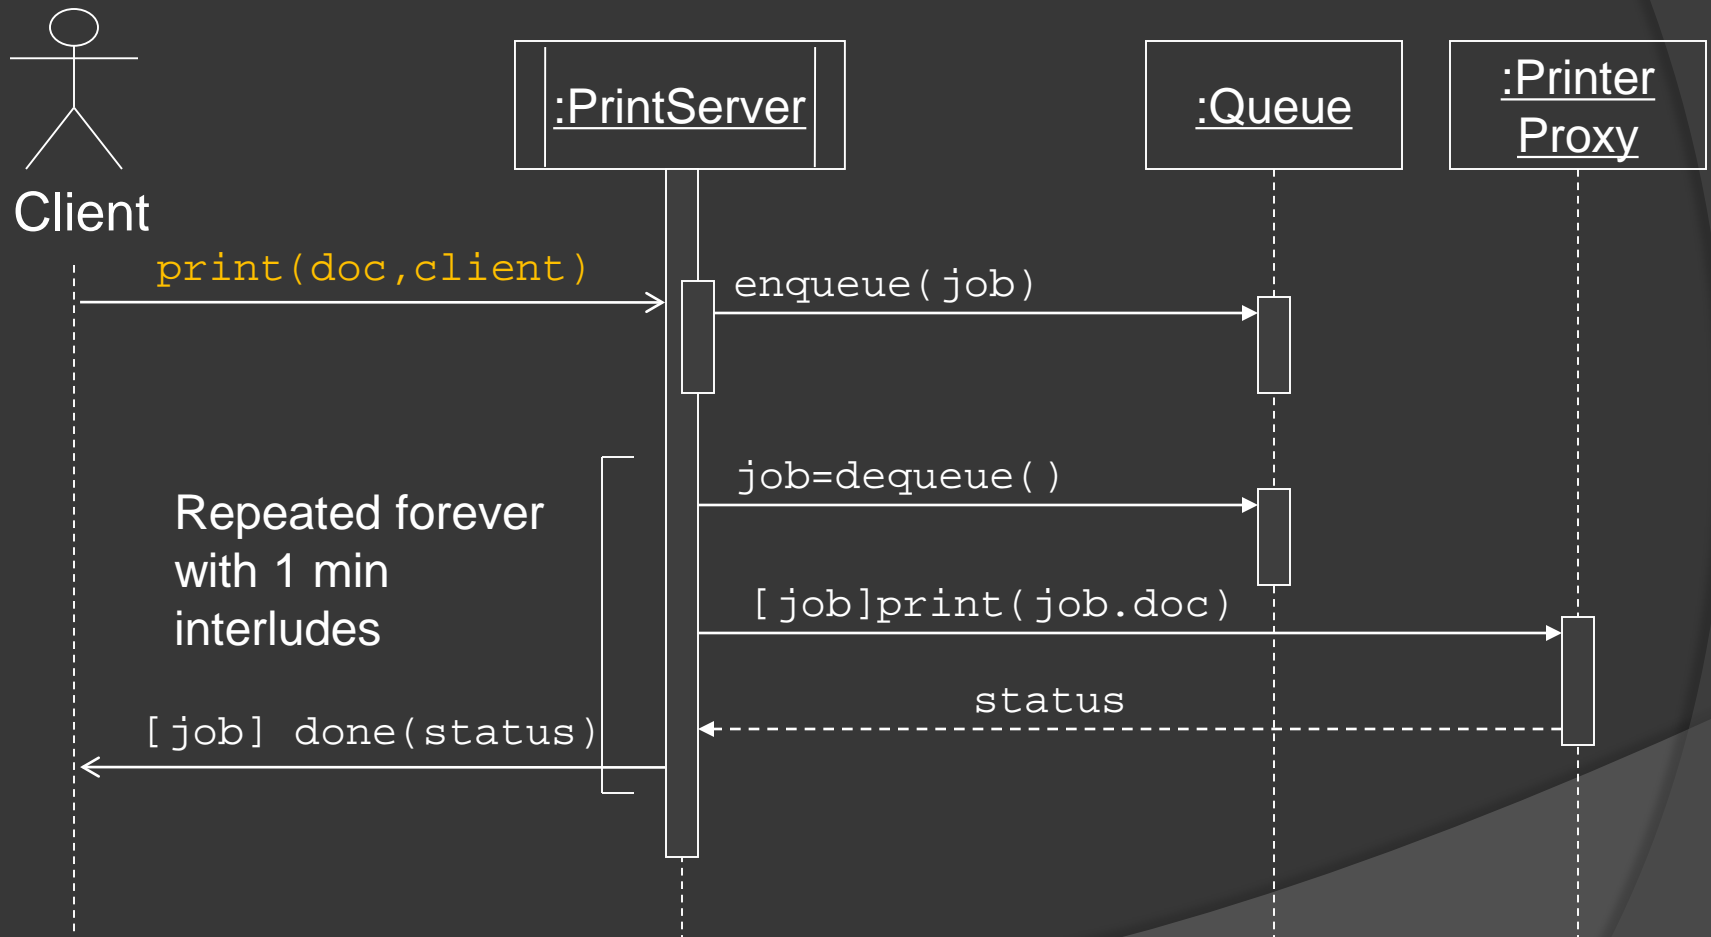 :PrintServer
:Queue
:Printer
Proxy
Client
print(doc,client)
enqueue(job)
job=dequeue()
Repeated forever
with 1 min
interludes
[job]print(job.doc)
status
[job] done(status)